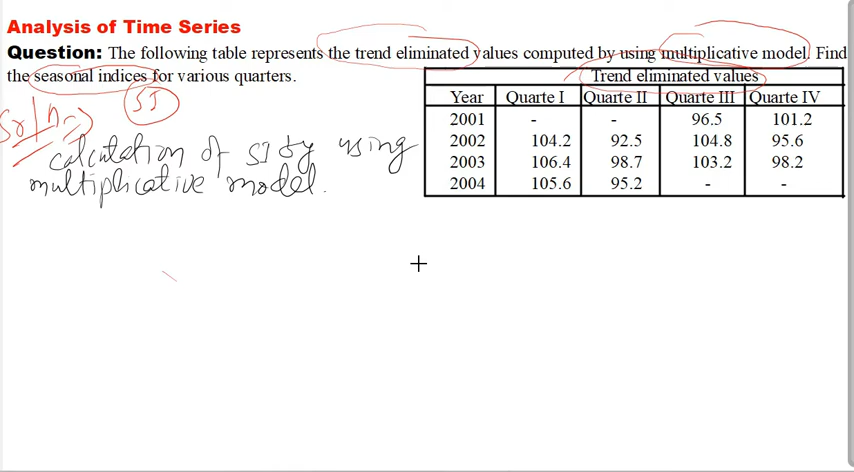 Analysis of Time Series
Question: The following table represents the trend eliminated values computed by using multiplicative model. Find
the seasonal indices for various quarters.
Trend eliminated values
Year Quarte I Quarte II Quarte III Quarte IV
2001 - - 96.5 101.2
2002 104.2 92.5 104.8 95.6
2003 106.4 98.7 103.2 98.2
2004 105.6 95.2 - -
SI
calculation of SI by using
multiplicative model.